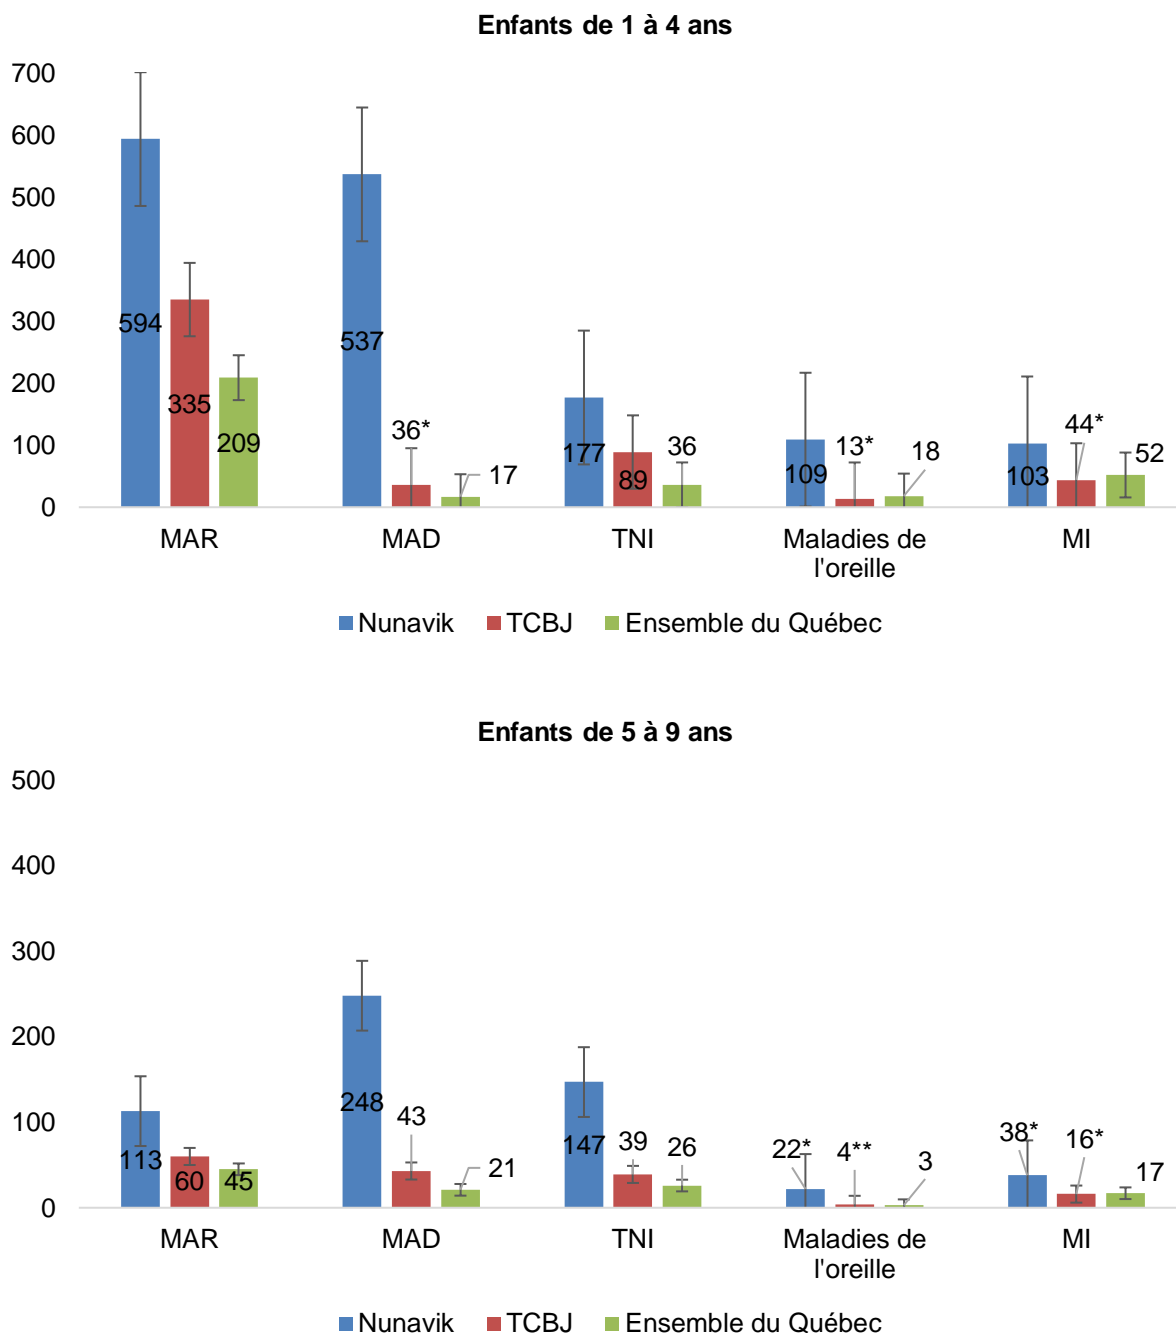 Enfants de 1 à 4 ans
700
600
500
400
300
200
100
0
594
335
209
537
36*
17
177
89
36
109
13*
18
103
44*
52
MAR
MAD
TNI
Maladies de
l'oreille
MI
Nunavik
TCBJ
Ensemble du Québec
Enfants de 5 à 9 ans
500
400
300
200
100
0
113
60
45
248
43
21
147
39
26
22*
4**
3
38*
16*
17
MAR
MAD
TNI
Maladies de
l'oreille
MI
Nunavik
TCBJ
Ensemble du Québec